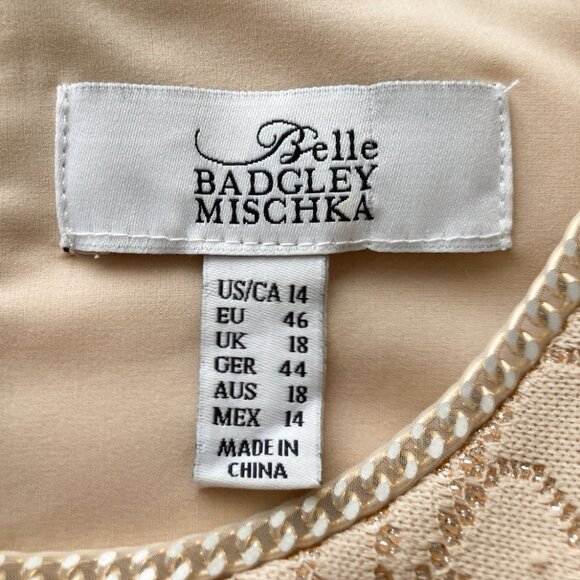 Belle
BADGLEY
MISCHKA
US/CA 14
EU 46
UK 18
GER 44
AUS 18
MEX 14
MADE IN
CHINA